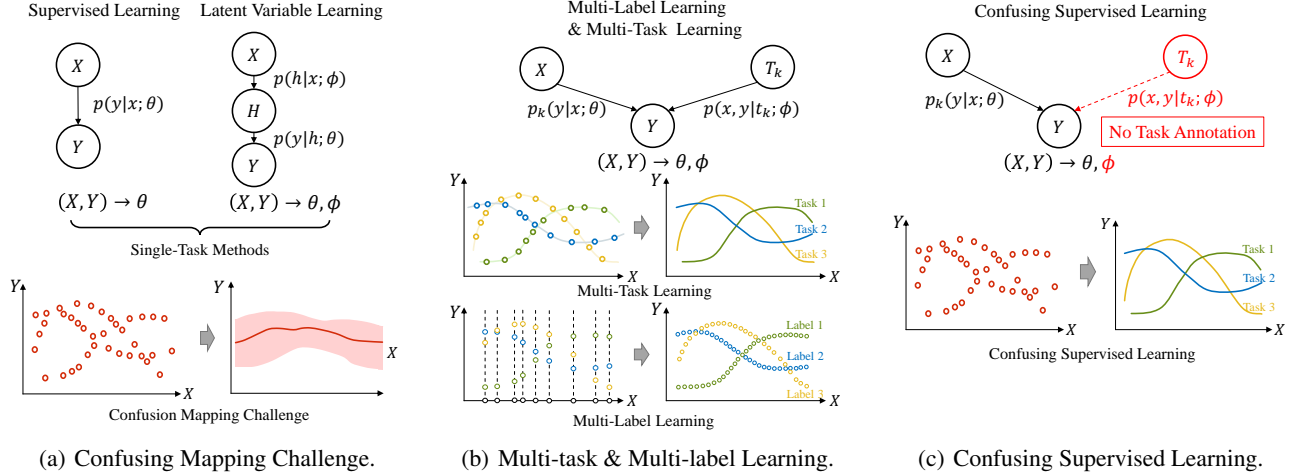 Supervised Learning
Latent Variable Learning
X
p(y|x; θ)
Y
(X, Y) → θ
X
p(h|x; ϕ)
H
p(y|h; θ)
Y
(X, Y) → θ, ϕ
Single-Task Methods
Y
X
Y
X
Confusion Mapping Challenge
(a) Confusing Mapping Challenge.
Multi-Label Learning
& Multi-Task Learning
X
T_k
p_k(y|x; θ)
p(x, y|t_k; ϕ)
Y
(X, Y) → θ, ϕ
Y
X
Y
Task 1
Task 2
Task 3
X
Multi-Task Learning
Y
X
Y
Label 1
Label 2
Label 3
X
Multi-Label Learning
(b) Multi-task & Multi-label Learning.
Confusing Supervised Learning
X
T_k
p_k(y|x; θ)
p(x, y|t_k; ϕ)
Y
No Task Annotation
(X, Y) → θ, ϕ
Y
X
Y
Task 1
Task 2
Task 3
X
Confusing Supervised Learning
(c) Confusing Supervised Learning.